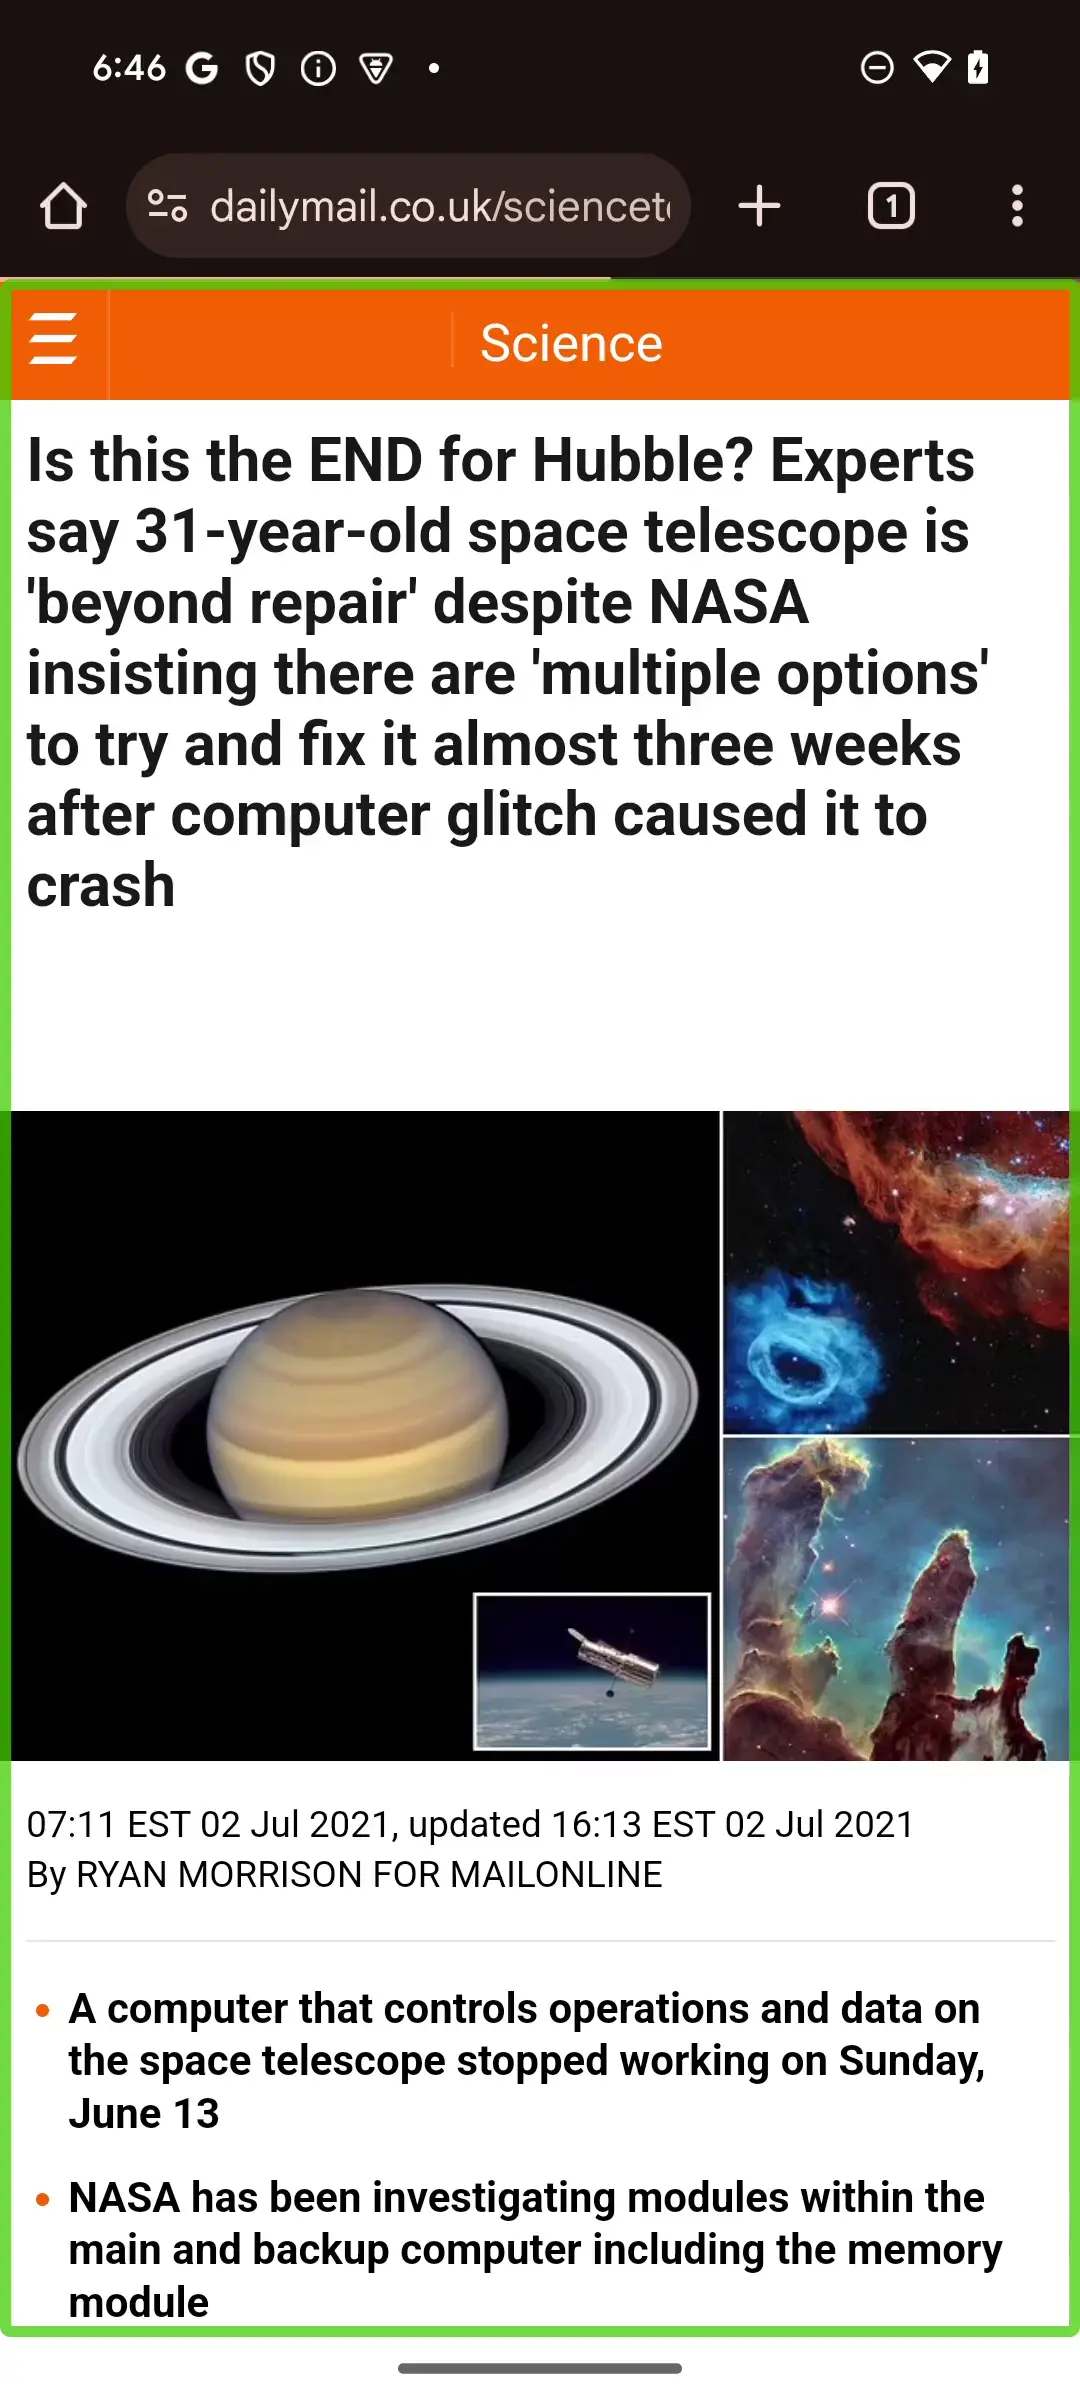 6:46
dailymail.co.uk/sciencet
1
Science
Is this the END for Hubble? Experts
say 31-year-old space telescope is
'beyond repair' despite NASA
insisting there are 'multiple options'
to try and fix it almost three weeks
after computer glitch caused it to
crash
07:11 EST 02 Jul 2021, updated 16:13 EST 02 Jul 2021
By RYAN MORRISON FOR MAILONLINE
• A computer that controls operations and data on
the space telescope stopped working on Sunday,
June 13
• NASA has been investigating modules within the
main and backup computer including the memory
module